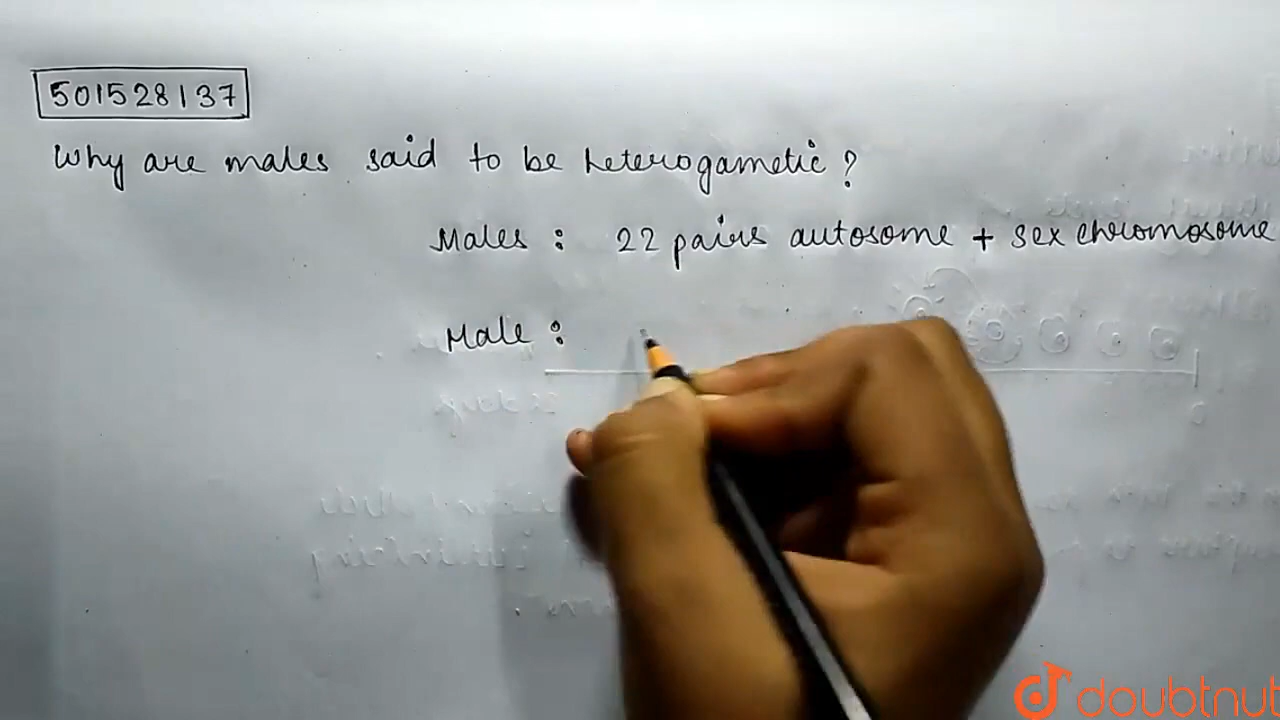 501528137
Why are males said to be heterogametic?
Males : 22 pairs autosome + sex chromosome
Male :
doubtnut